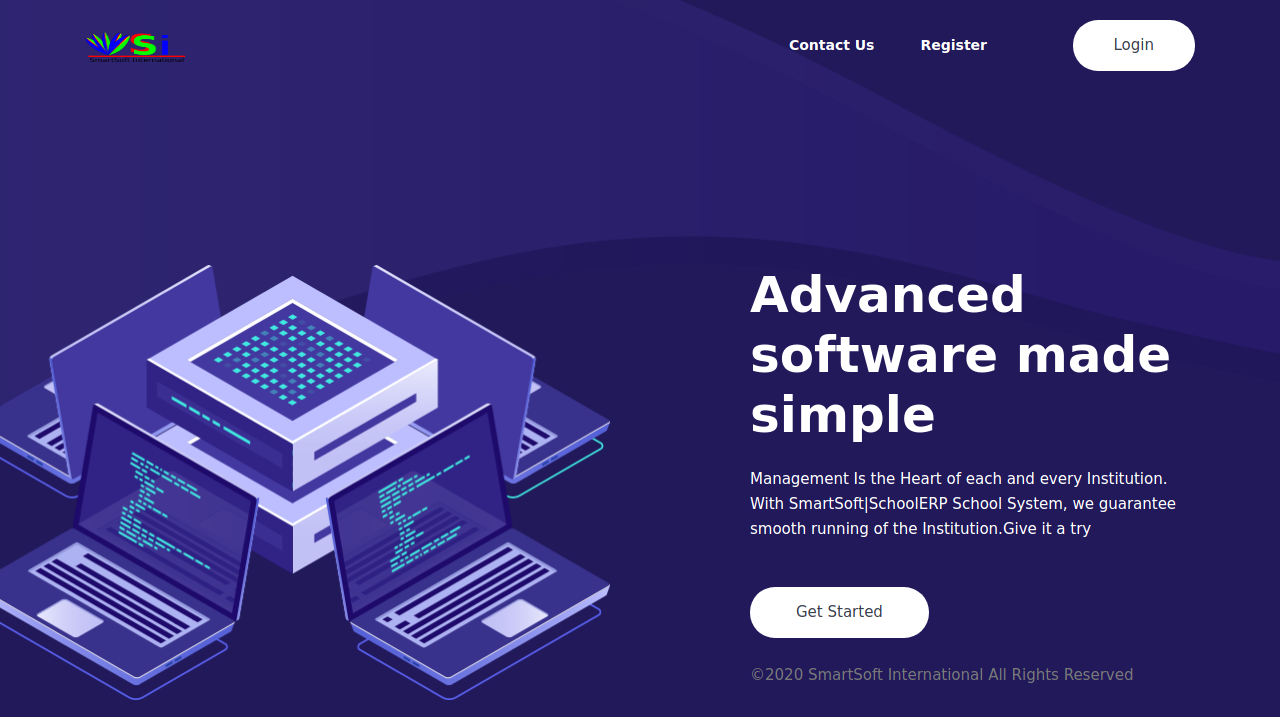 Si
SmartSoft International
Contact Us
Register
Login
Advanced
software made
simple
Management Is the Heart of each and every Institution.
With SmartSoft|SchoolERP School System, we guarantee
smooth running of the Institution.Give it a try
Get Started
©2020 SmartSoft International All Rights Reserved